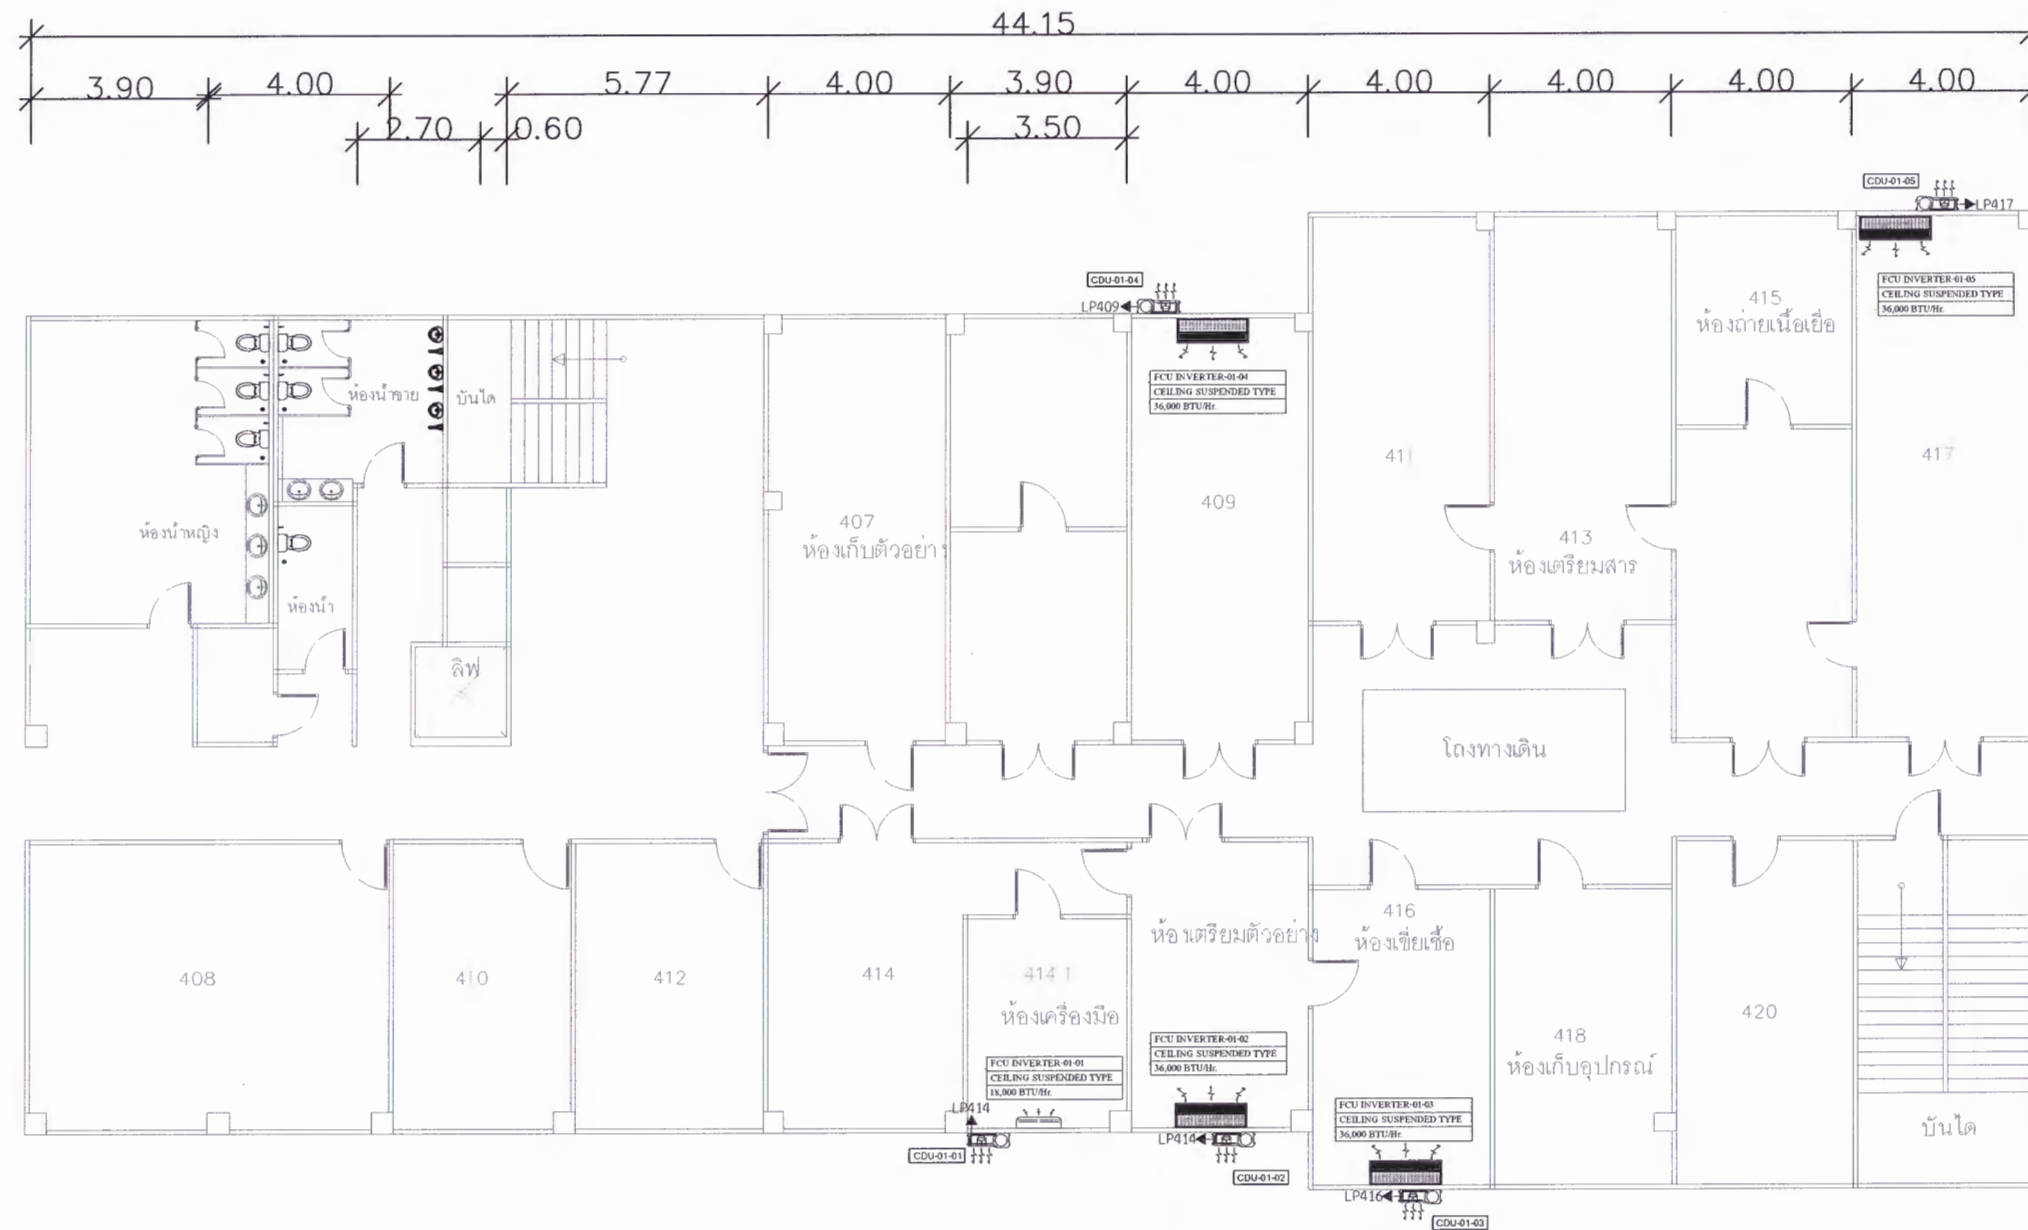 44.15
3.90
4.00
5.77
4.00
3.90
4.00
4.00
4.00
4.00
4.00
2.70
0.60
3.50
CDU-01-05
LP417
CDU-01-04
LP409
FCU INVERTER-01-05
CEILING SUSPENDED TYPE
36,000 BTU/Hr.
415
ห้องถ่ายเนื้อเยื่อ
FCU INVERTER-01-04
CEILING SUSPENDED TYPE
36,000 BTU/Hr.
ห้องน้ำชาย
บันได
411
417
409
407
ห้องเก็บตัวอย่าง
ห้องน้ำหญิง
413
ห้องเตรียมสาร
ห้องน้ำ
ลิฟ
โถงทางเดิน
408
410
412
414
414.1
ห้องเครื่องมือ
ห้องเตรียมตัวอย่าง
416
ห้องเขี่ยเชื้อ
418
ห้องเก็บอุปกรณ์
420
บันได
FCU INVERTER-01-01
CEILING SUSPENDED TYPE
18,000 BTU/Hr.
FCU INVERTER-01-02
CEILING SUSPENDED TYPE
36,000 BTU/Hr.
FCU INVERTER-01-03
CEILING SUSPENDED TYPE
36,000 BTU/Hr.
LP414
CDU-01-01
LP414
CDU-01-02
LP416
CDU-01-03